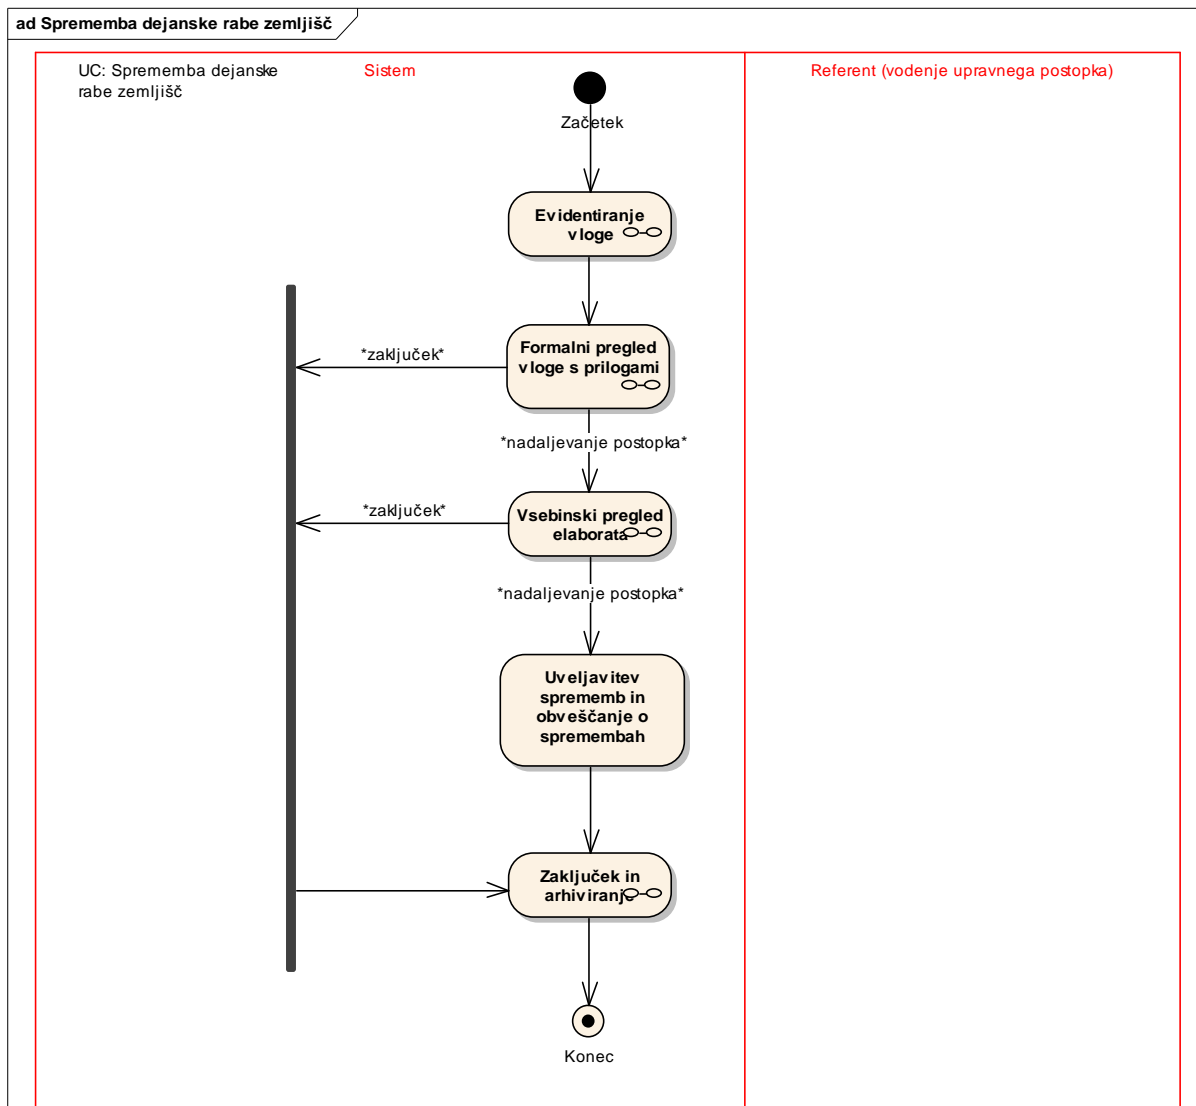 ad Sprememba dejanske rabe zemljišč
UC: Sprememba dejanske
rabe zemljišč
Sistem
Referent (vodenje upravnega postopka)
Začetek
Evidentiranje
vloge
Formalni pregled
vloge s prilogami
*zaključek*
*nadaljevanje postopka*
Vsebinski pregled
elaborata
*zaključek*
*nadaljevanje postopka*
Uveljavitev
sprememb in
obveščanje o
spremembah
Zaključek in
arhiviranje
Konec